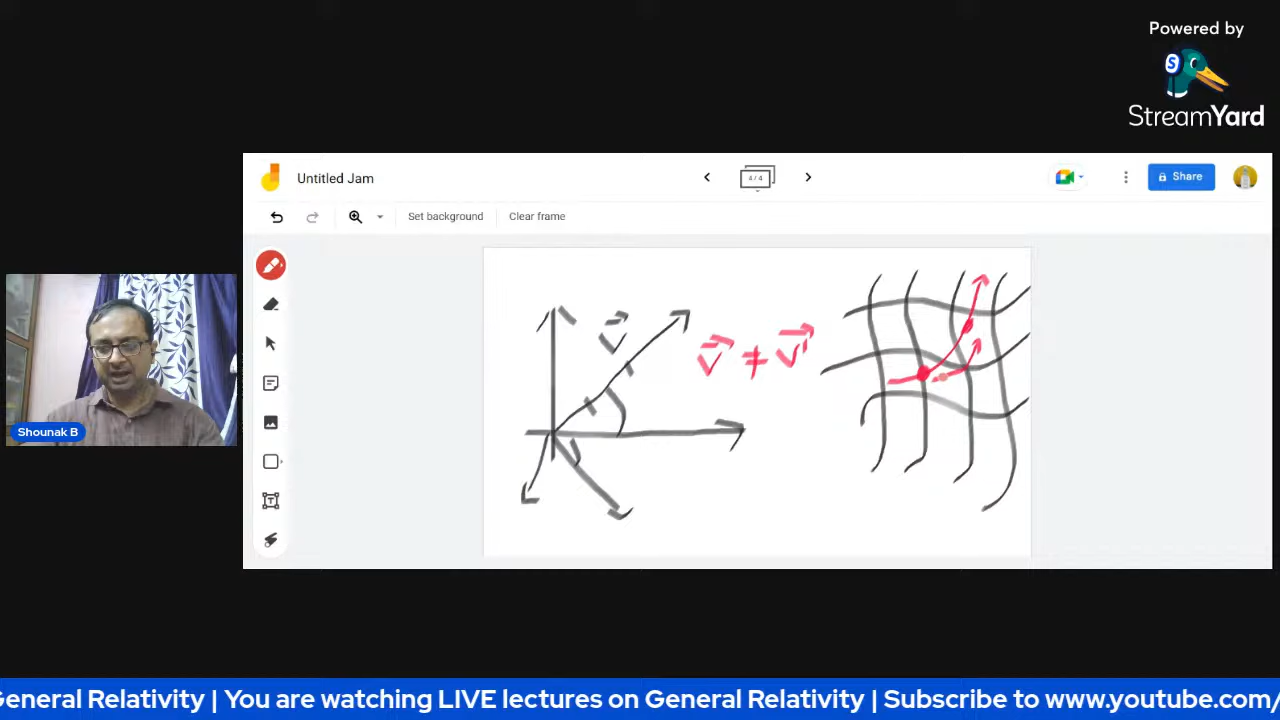 Powered by
StreamYard
Untitled Jam
4 / 4
Share
Set background
Clear frame
V⃗
V⃗ ≠ V⃗'
Shounak B
General Relativity | You are watching LIVE lectures on General Relativity | Subscribe to www.youtube.com/